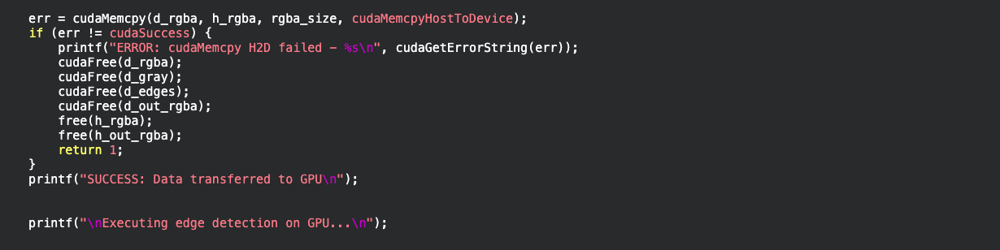 err = cudaMemcpy(d_rgba, h_rgba, rgba_size, cudaMemcpyHostToDevice);
if (err != cudaSuccess) {
    printf("ERROR: cudaMemcpy H2D failed - %s\n", cudaGetErrorString(err));
    cudaFree(d_rgba);
    cudaFree(d_gray);
    cudaFree(d_edges);
    cudaFree(d_out_rgba);
    free(h_rgba);
    free(h_out_rgba);
    return 1;
}
printf("SUCCESS: Data transferred to GPU\n");
printf("\nExecuting edge detection on GPU...\n");